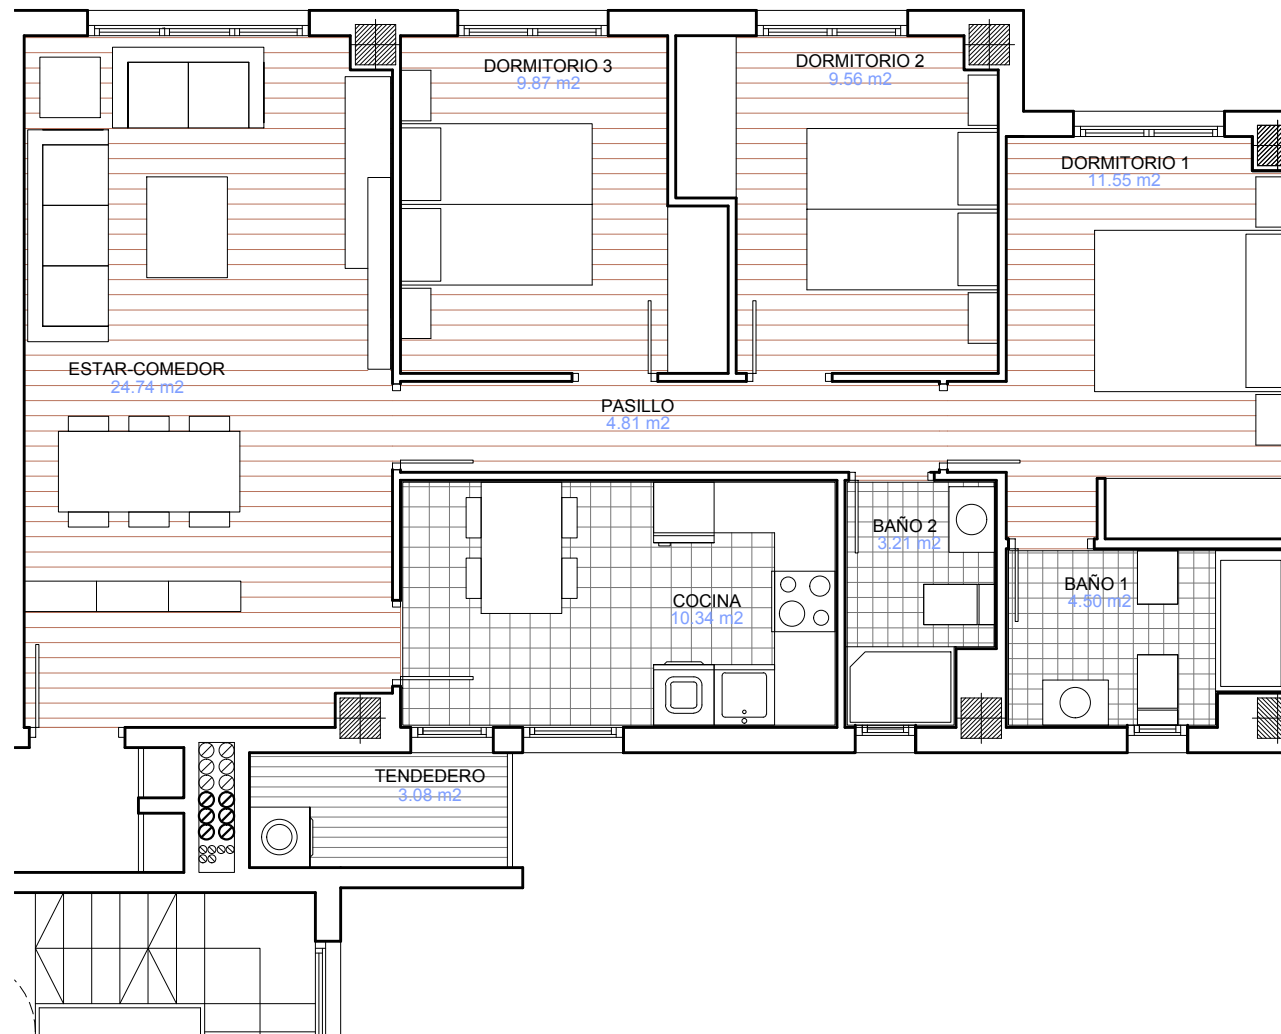 DORMITORIO 3
9.87 m2
DORMITORIO 2
9.56 m2
DORMITORIO 1
11.55 m2
ESTAR-COMEDOR
24.74 m2
PASILLO
4.81 m2
BAÑO 2
3.21 m2
BAÑO 1
4.50 m2
COCINA
10.34 m2
TENDEDERO
3.08 m2